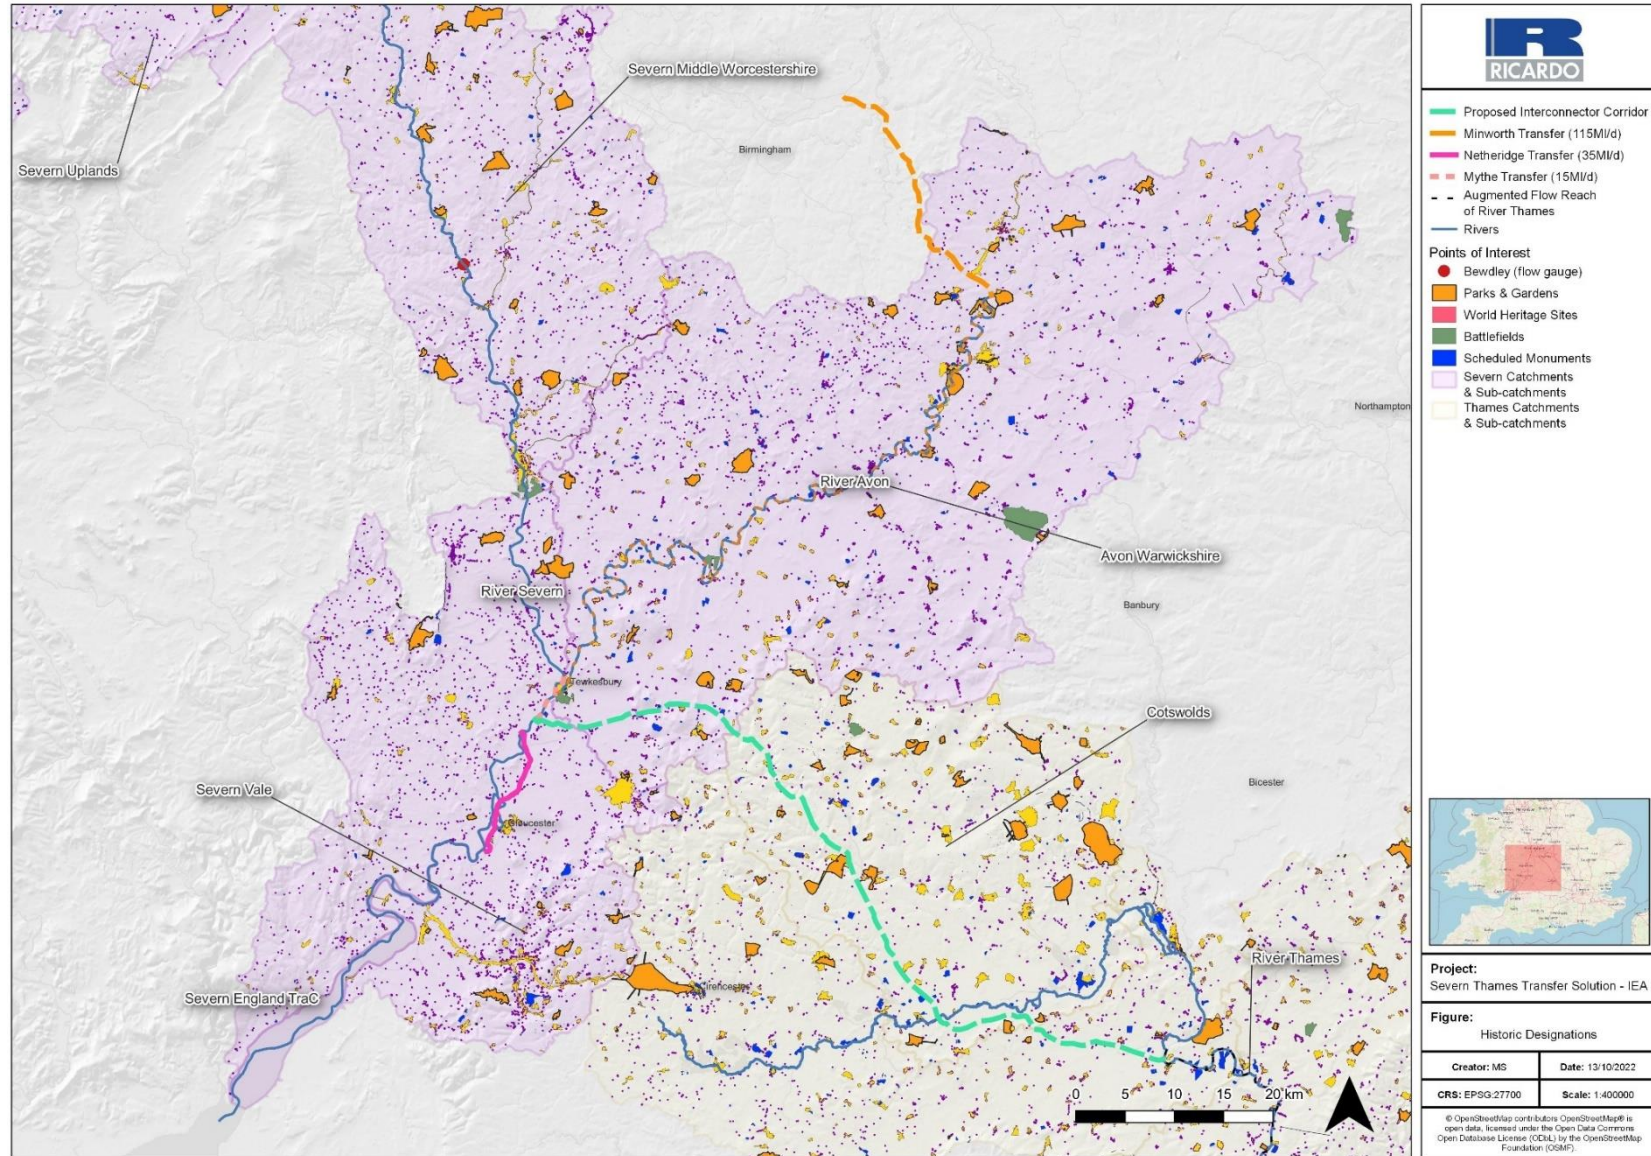 Severn Uplands
Severn Middle Worcestershire
Birmingham
Northampton
River Avon
Avon Warwickshire
Banbury
River Severn
Tewkesbury
Cotswolds
Bicester
Severn Vale
Gloucester
River Thames
Cirencester
Severn England TraC
0 5 10 15 20 km
R
RICARDO
Proposed Interconnector Corridor
Minworth Transfer (115Ml/d)
Netheridge Transfer (35Ml/d)
Mythe Transfer (15Ml/d)
Augmented Flow Reach
of River Thames
Rivers
Points of Interest
Bewdley (flow gauge)
Parks & Gardens
World Heritage Sites
Battlefields
Scheduled Monuments
Severn Catchments
& Sub-catchments
Thames Catchments
& Sub-catchments
Project:
Severn Thames Transfer Solution - IEA
Figure:
Historic Designations
Creator: MS
Date: 13/10/2022
CRS: EPSG:27700
Scale: 1:400000
© OpenStreetMap contributors OpenStreetMap® is
open data, licensed under the Open Data Commons
Open Database License (ODbL) by the OpenStreetMap
Foundation (OSMF).